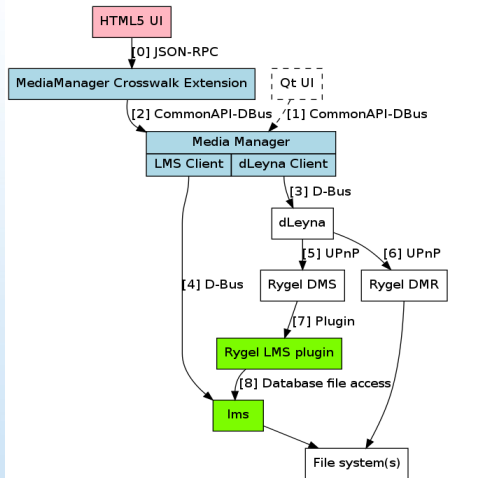 HTML5 UI
[0] JSON-RPC
MediaManager Crosswalk Extension
Qt UI
[2] CommonAPI-DBus
[1] CommonAPI-DBus
Media Manager
LMS Client
dLeyna Client
[3] D-Bus
dLeyna
[5] UPnP
[6] UPnP
[4] D-Bus
Rygel DMS
Rygel DMR
[7] Plugin
Rygel LMS plugin
[8] Database file access
lms
File system(s)